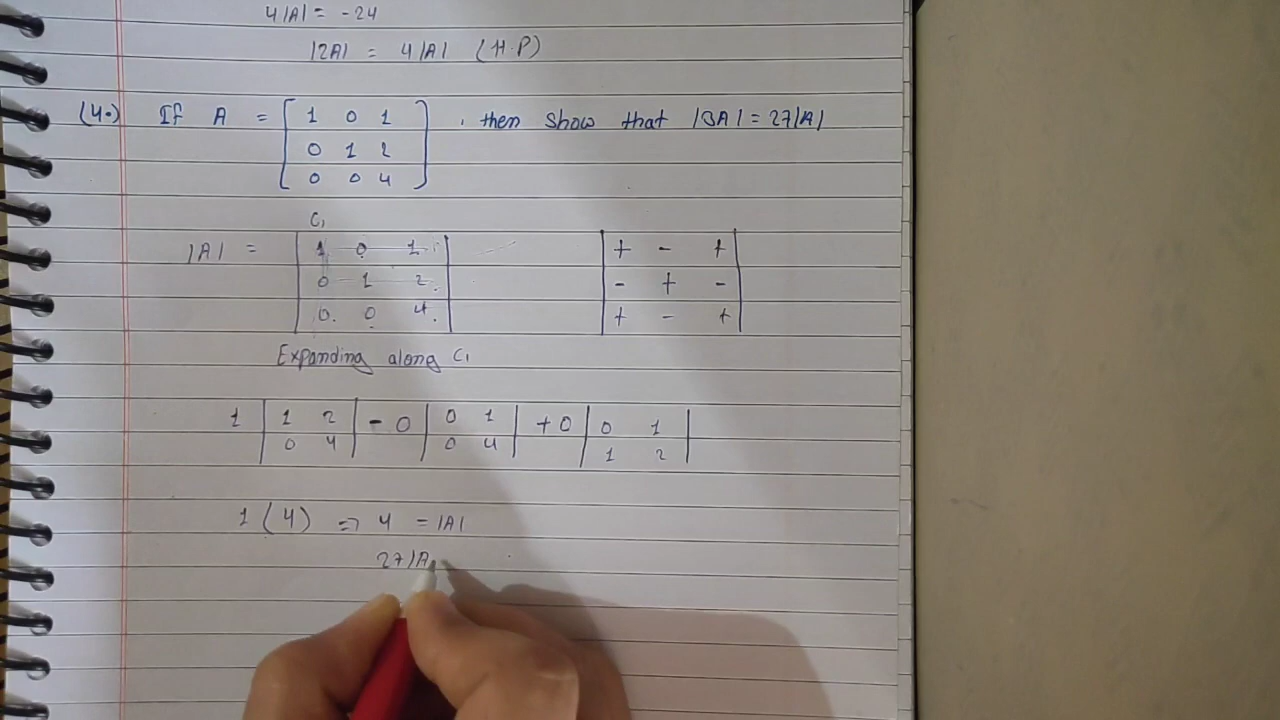 4|A| = -24
|2A| = 4|A| (H.P)
(4.) If A = [ 1 0 1 ] , then show that |3A| = 27|A|
0 1 2
0 0 4
C₁
|A| = | 1 0 1 | | + - + |
0 1 2 - + -
0 0 4 + - +
Expanding along C₁
1 | 1 2 | - 0 | 0 1 | + 0 | 0 1 |
0 4 0 4 1 2
1 (4) => 4 = |A|
27|A